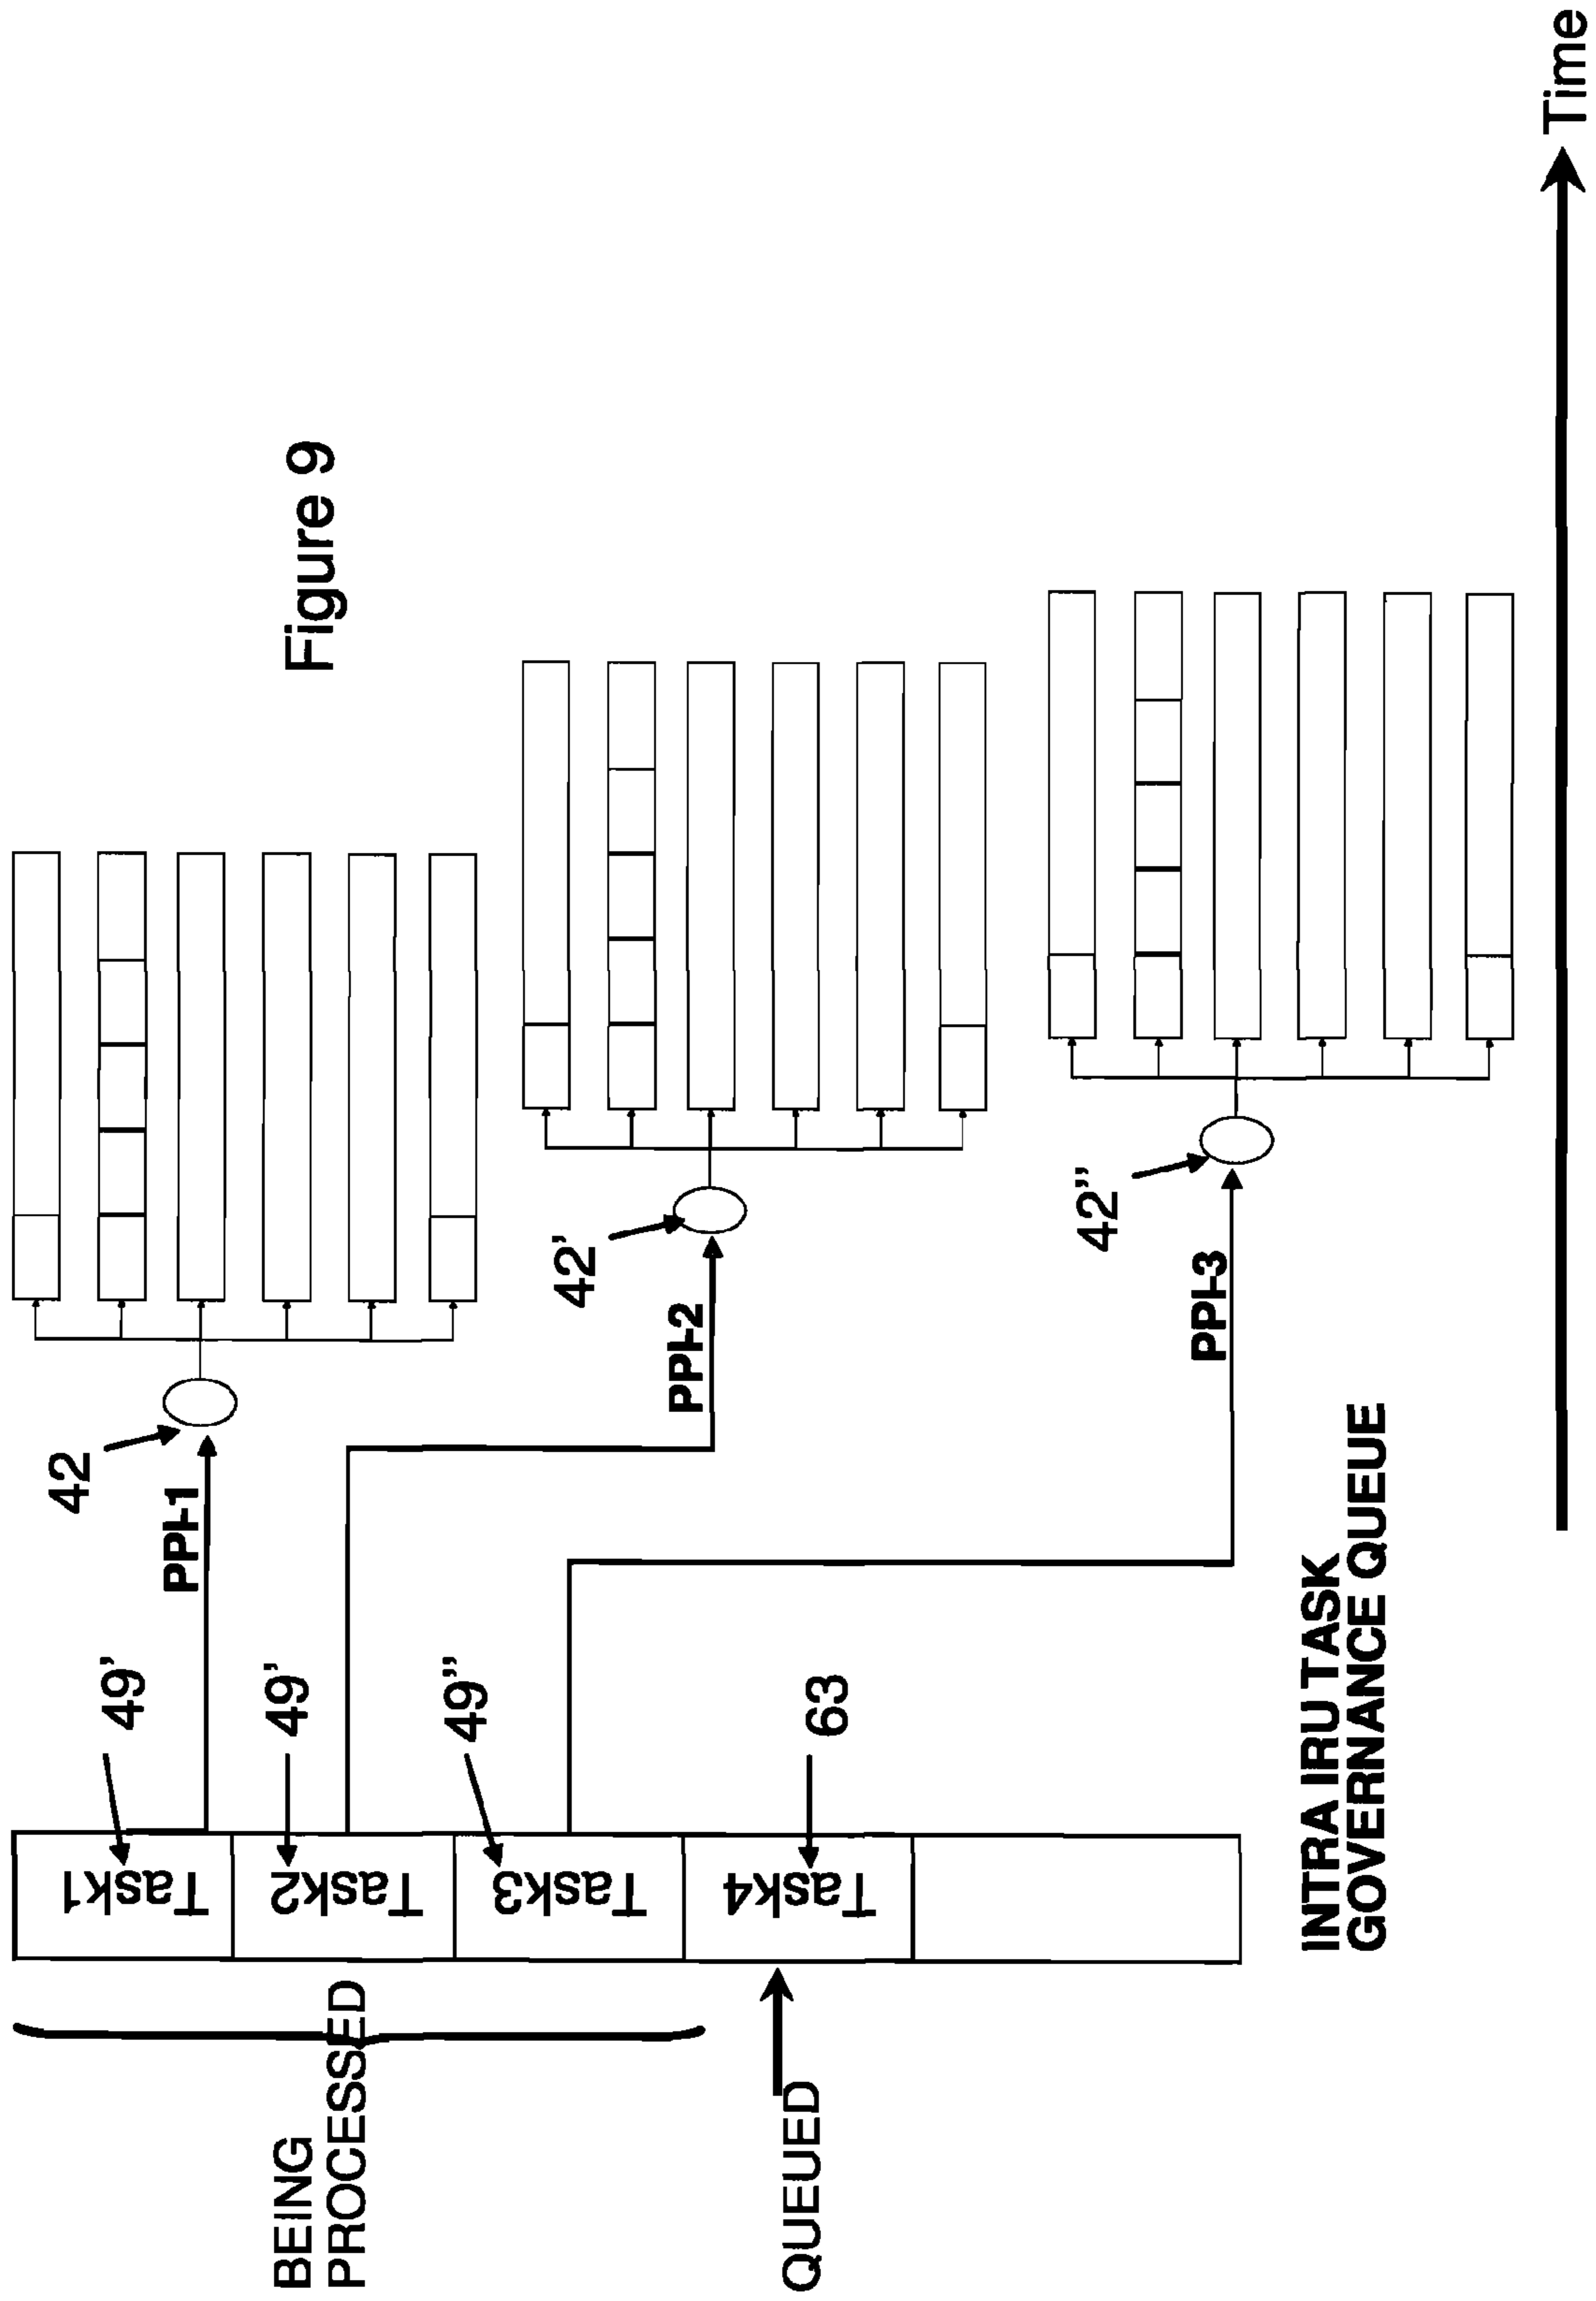 Figure 9
BEING
PROCESSED
QUEUED
Task1
Task2
Task3
Task4
49'
49'
49"
63
PPI-1
PPI-2
PPI-3
42
42'
42"
INTRA IRU TASK
GOVERNANCE QUEUE
Time